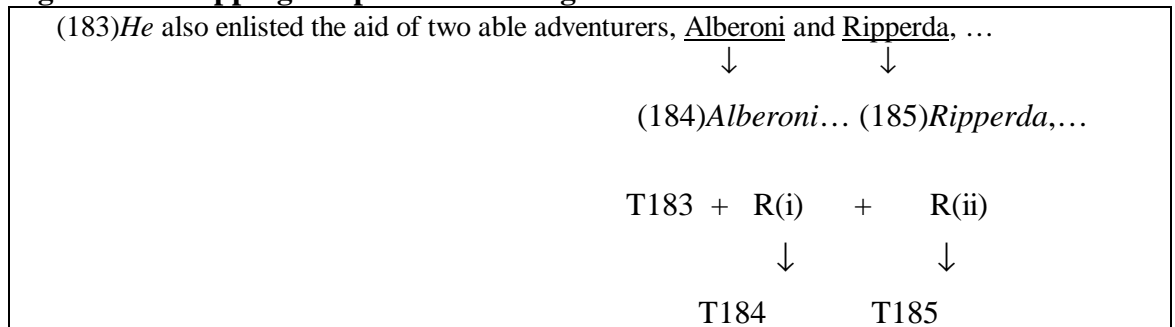 (183)He also enlisted the aid of two able adventurers, Alberoni and Ripperda, …
↓ ↓
(184)Alberoni… (185)Ripperda,…
T183 + R(i) + R(ii)
↓ ↓
T184 T185